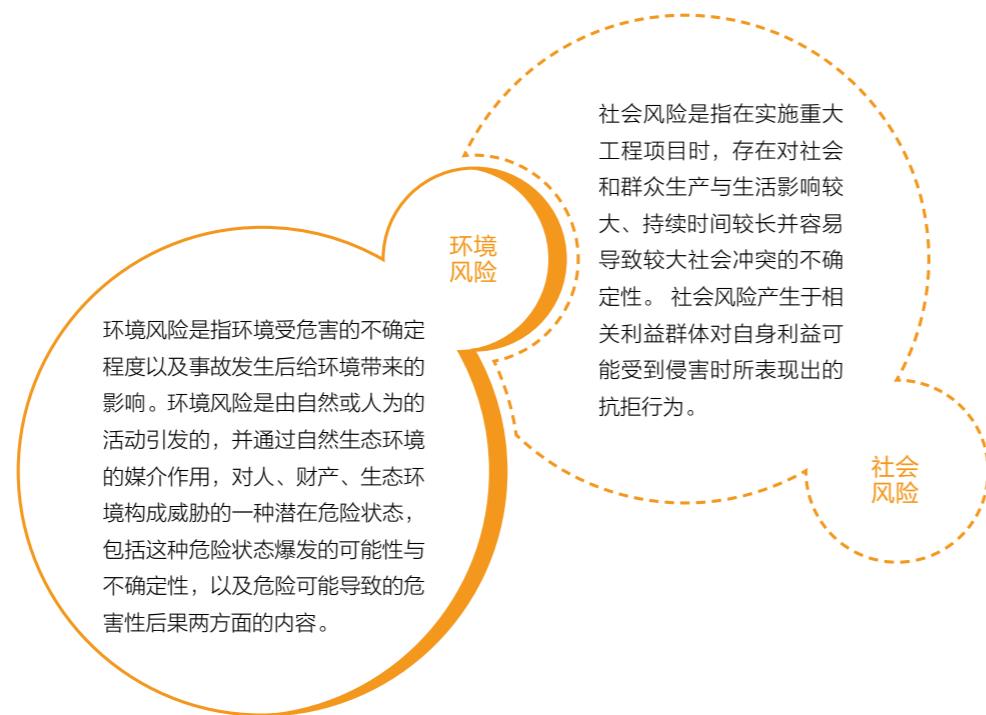 环境
风险
环境风险是指环境受危害的不确定
程度以及事故发生后给环境带来的
影响。环境风险是由自然或人为的
活动引发的，并通过自然生态环境
的媒介作用，对人、财产、生态环
境构成威胁的一种潜在危险状态，
包括这种危险状态爆发的可能性与
不确定性，以及危险可能导致的危
害性后果两方面的内容。
社会风险是指在实施重大
工程项目时，存在对社会
和群众生产与生活影响较
大、持续时间较长并容易
导致较大社会冲突的不确
定性。 社会风险产生于相
关利益群体对自身利益可
能受到侵害时所表现出的
抗拒行为。
社会
风险